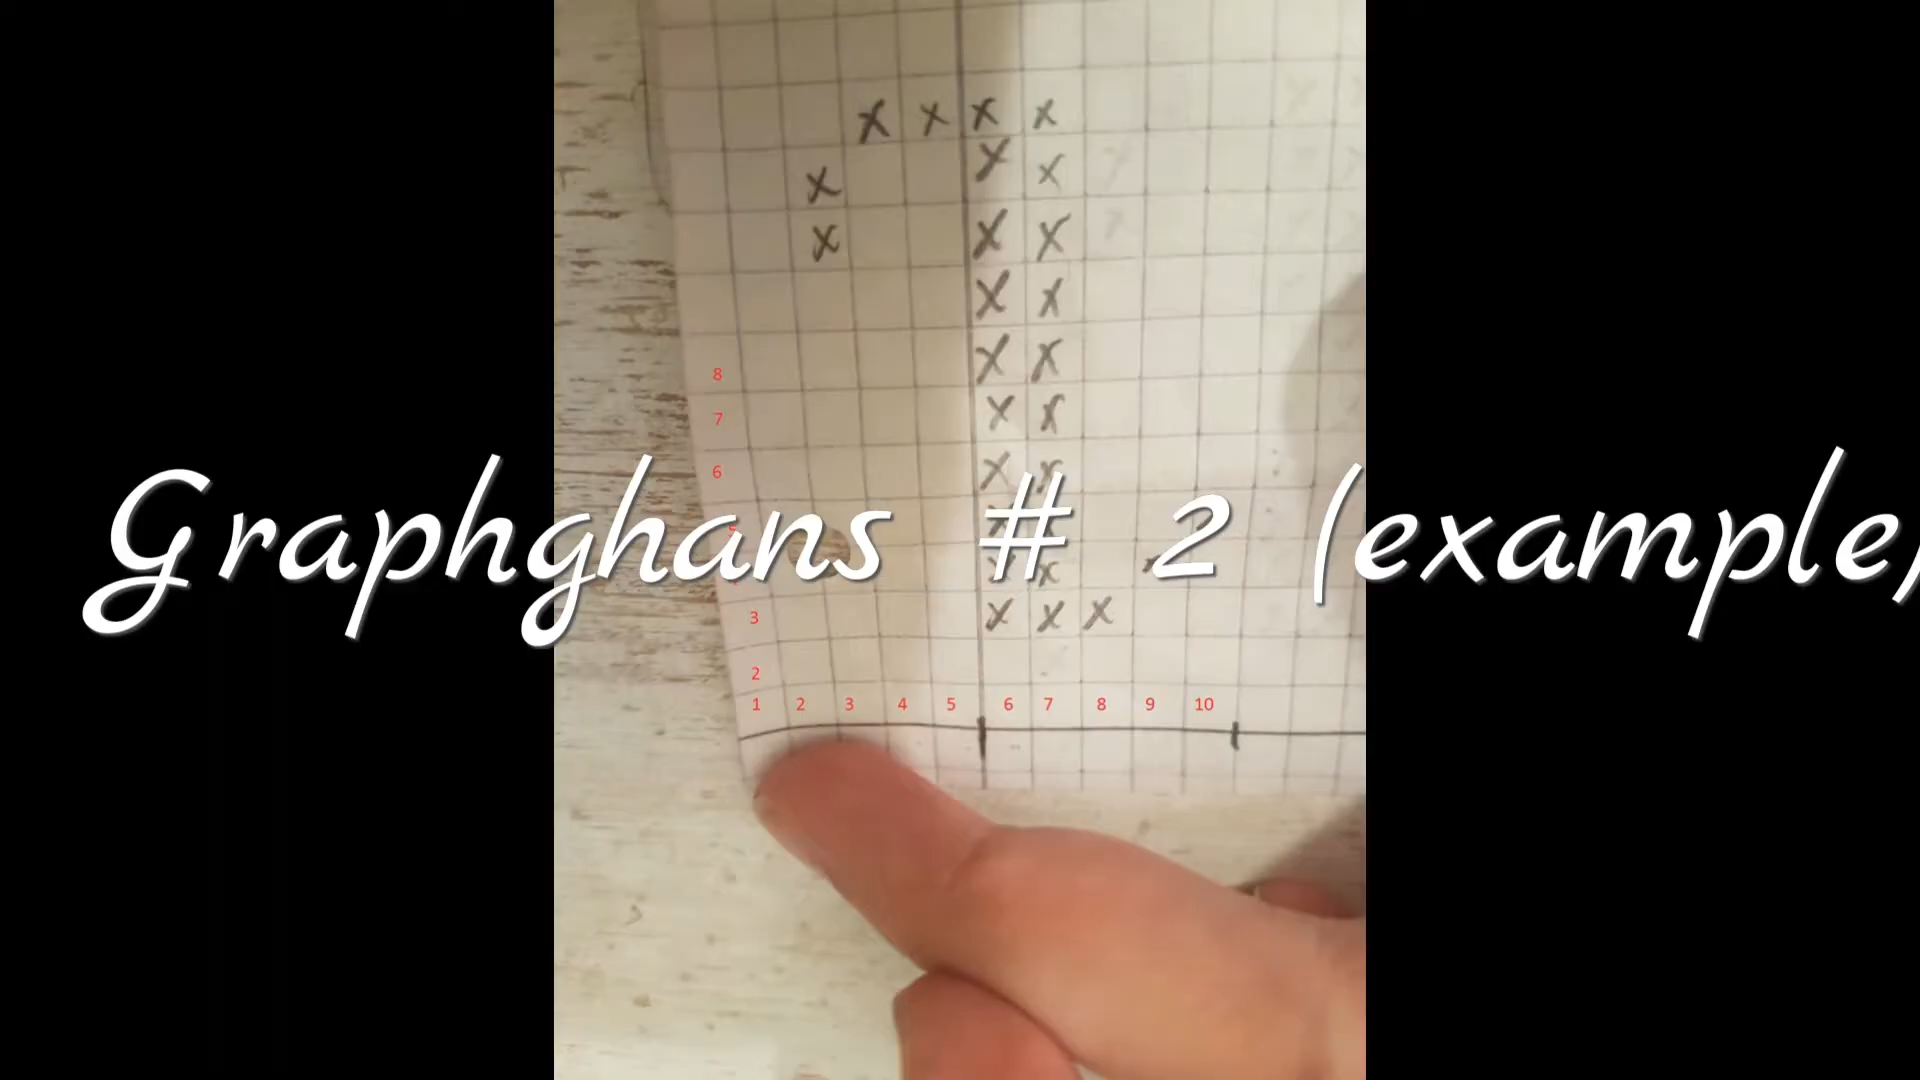 X X X X
X X X
X X X
X X
8 X X
7 X X
6 X X
Graphghans # 2 (example)
X
3 X X X
2
1 2 3 4 5 6 7 8 9 10